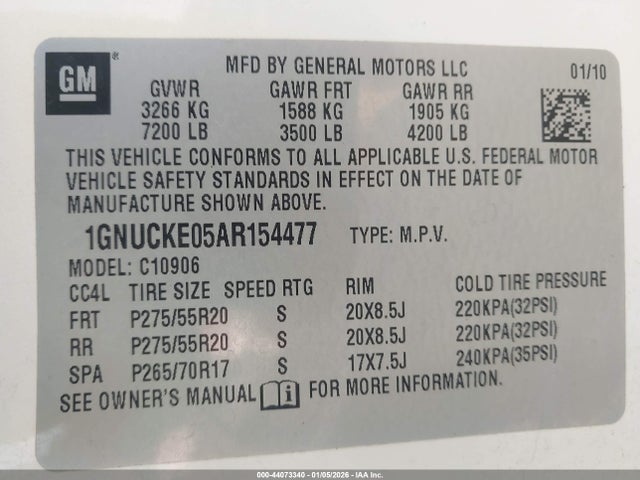 GM ®
MFD BY GENERAL MOTORS LLC 01/10
GVWR GAWR FRT GAWR RR
3266 KG 1588 KG 1905 KG
7200 LB 3500 LB 4200 LB
THIS VEHICLE CONFORMS TO ALL APPLICABLE U.S. FEDERAL MOTOR
VEHICLE SAFETY STANDARDS IN EFFECT ON THE DATE OF
MANUFACTURE SHOWN ABOVE.
1GNUCKE05AR154477 TYPE: M.P.V.
MODEL: C10906
CC4L TIRE SIZE SPEED RTG RIM COLD TIRE PRESSURE
FRT P275/55R20 S 20X8.5J 220KPA(32PSI)
RR P275/55R20 S 20X8.5J 220KPA(32PSI)
SPA P265/70R17 S 17X7.5J 240KPA(35PSI)
SEE OWNER'S MANUAL i FOR MORE INFORMATION.
000-44073340 - 01/05/2026 - IAA Inc.